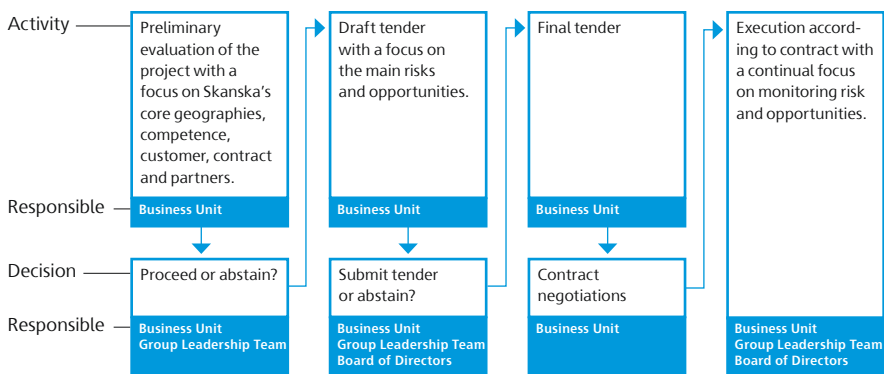 Activity
Preliminary
evaluation of the
project with a
focus on Skanska's
core geographies,
competence,
customer, contract
and partners.
Draft tender
with a focus on
the main risks
and opportunities.
Final tender
Execution accord-
ing to contract with
a continual focus
on monitoring risk
and opportunities.
Responsible
Business Unit
Business Unit
Business Unit
Decision
Proceed or abstain?
Submit tender
or abstain?
Contract
negotiations
Responsible
Business Unit
Group Leadership Team
Business Unit
Group Leadership Team
Board of Directors
Business Unit
Business Unit
Group Leadership Team
Board of Directors